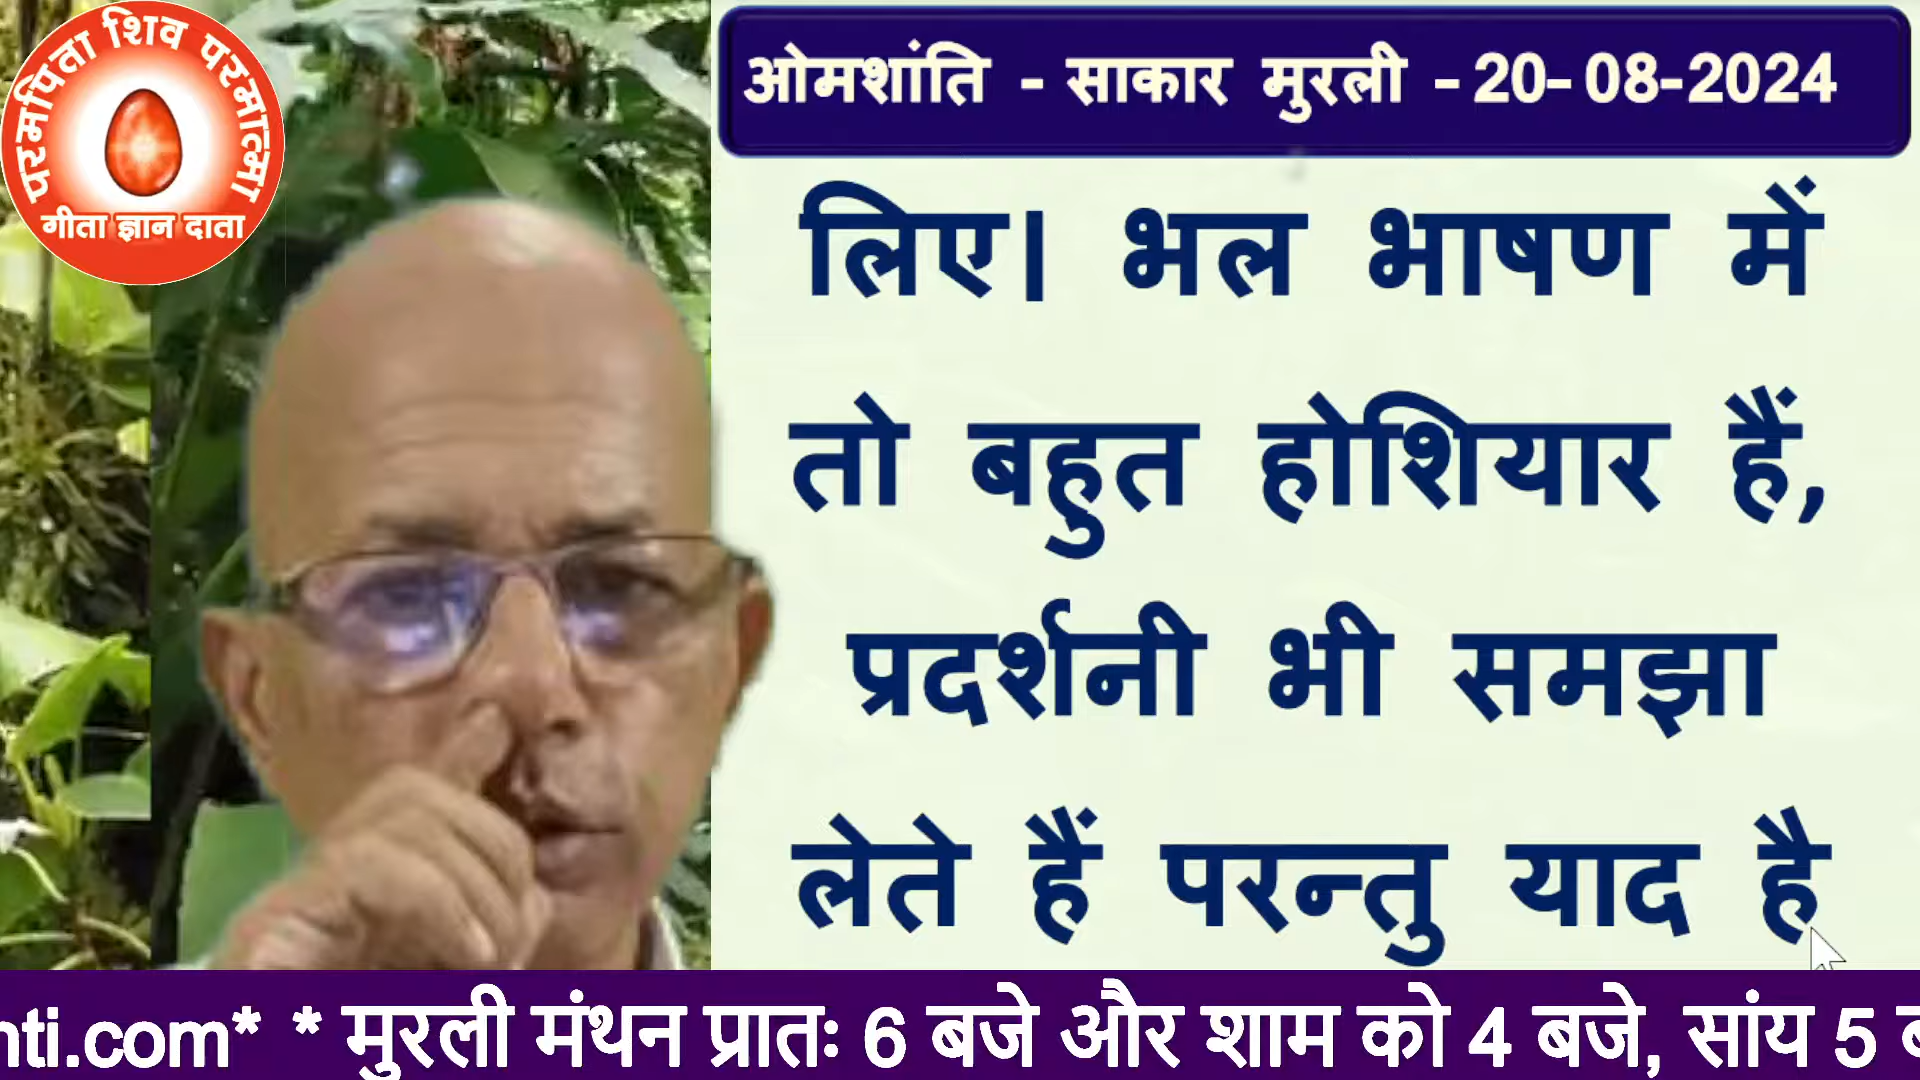 परमपिता शिव परमात्मा
गीता ज्ञान दाता
ओमशांति - साकार मुरली - 20- 08-2024
लिए। भल भाषण में
तो बहुत होशियार हैं,
प्रदर्शनी भी समझा
लेते हैं परन्तु याद है
nti.com* * मुरली मंथन प्रातः 6 बजे और शाम को 4 बजे, सांय 5